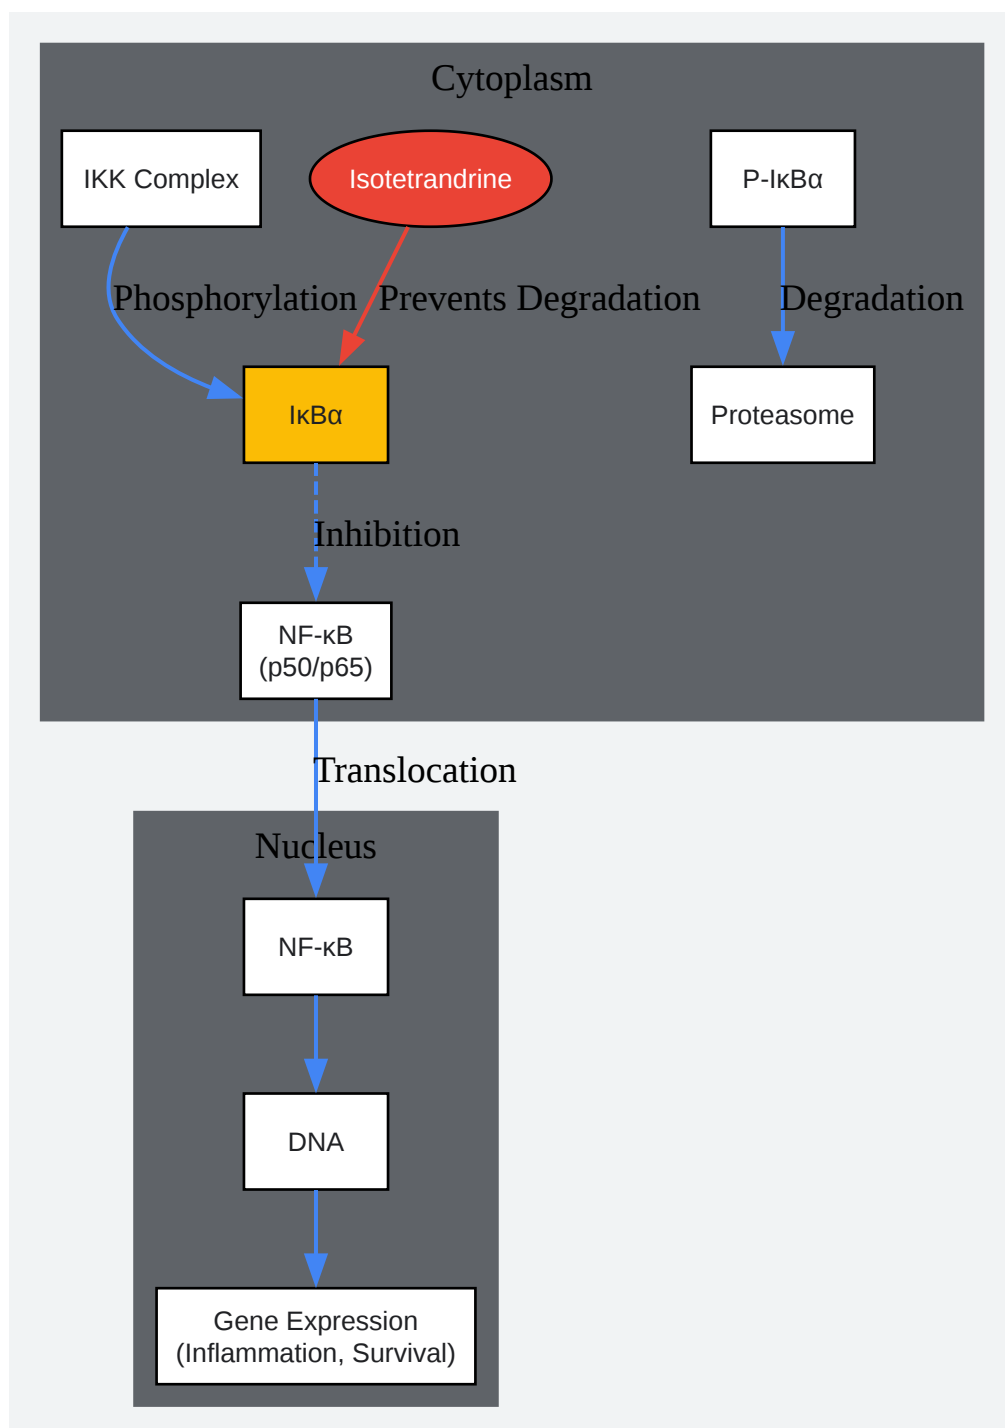 Cytoplasm
IKK Complex
Isotetrandrine
P-IκBα
Phosphorylation
Prevents Degradation
Degradation
IκBα
Proteasome
Inhibition
NF-κB
(p50/p65)
Translocation
Nucleus
NF-κB
DNA
Gene Expression
(Inflammation, Survival)